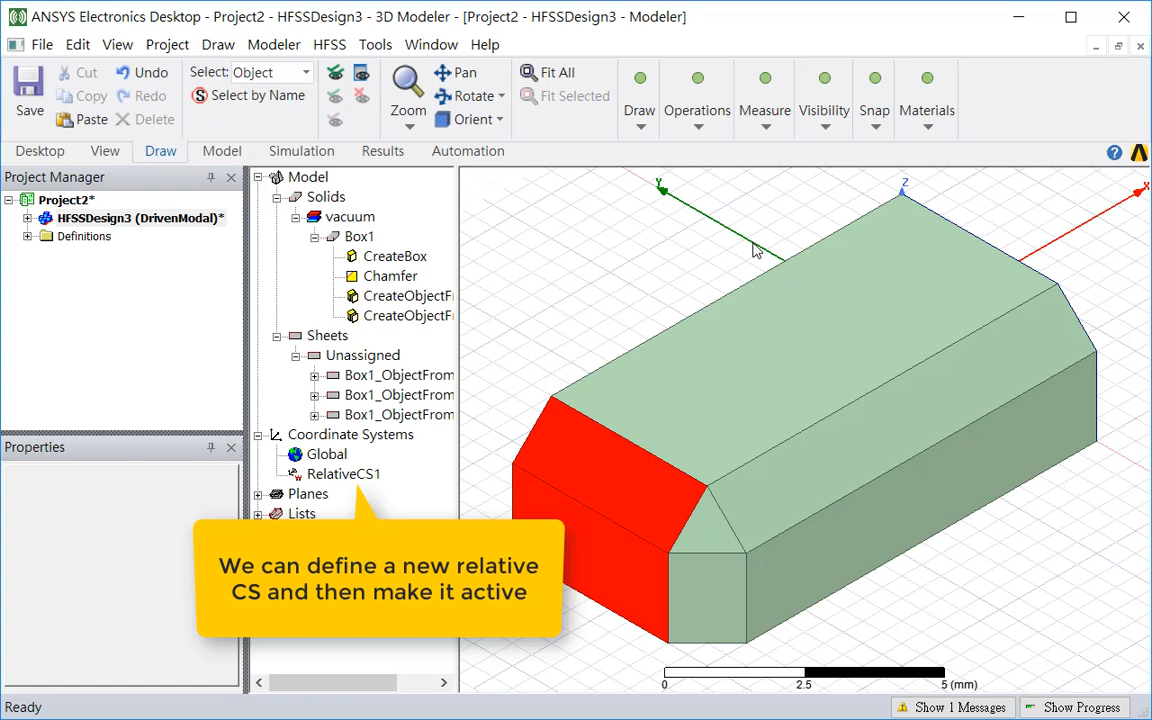 ANSYS Electronics Desktop - Project2 - HFSSDesign3 - 3D Modeler - [Project2 - HFSSDesign3 - Modeler]
File Edit View Project Draw Modeler HFSS Tools Window Help
Save
Cut
Copy
Paste
Undo
Redo
Delete
Select: Object
Select by Name
Zoom
Pan
Rotate
Orient
Fit All
Fit Selected
Draw
Operations
Measure
Visibility
Snap
Materials
Desktop View Draw Model Simulation Results Automation
Project Manager
Project2*
HFSSDesign3 (DrivenModal)*
Definitions
Properties
Model
Solids
vacuum
Box1
CreateBox
Chamfer
CreateObjectFr
CreateObjectFr
Sheets
Unassigned
Box1_ObjectFrom
Box1_ObjectFrom
Box1_ObjectFrom
Coordinate Systems
Global
RelativeCS1
Planes
Lists
We can define a new relative
CS and then make it active
Y
Z
X
0 2.5 5 (mm)
Ready
Show 1 Messages
Show Progress